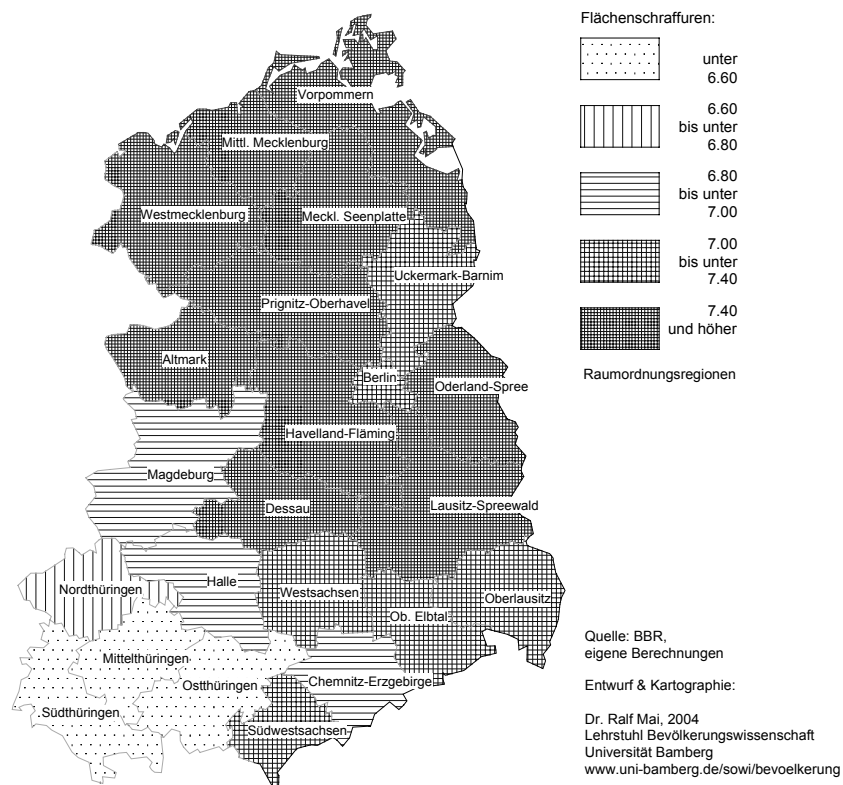 Flächenschraffuren:
unter
6.60
6.60
bis unter
6.80
6.80
bis unter
7.00
7.00
bis unter
7.40
7.40
und höher
Raumordnungsregionen
Vorpommern
Mittl. Mecklenburg
Westmecklenburg
Meckl. Seenplatte
Uckermark-Barnim
Prignitz-Oberhavel
Altmark
Berlin
Oderland-Spree
Havelland-Fläming
Magdeburg
Dessau
Lausitz-Spreewald
Nordthüringen
Halle
Westsachsen
Oberlausitz
Ob. Elbtal
Mittelthüringen
Ostthüringen
Chemnitz-Erzgebirge
Südthüringen
Südwestsachsen
Quelle: BBR,
eigene Berechnungen
Entwurf & Kartographie:
Dr. Ralf Mai, 2004
Lehrstuhl Bevölkerungswissenschaft
Universität Bamberg
www.uni-bamberg.de/sowi/bevoelkerung